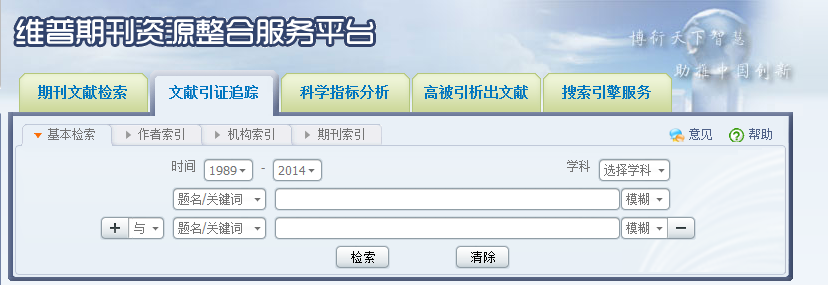 维普期刊资源整合服务平台
博衍天下智慧
助推中国创新
期刊文献检索 文献引证追踪 科学指标分析 高被引析出文献 搜索引擎服务
基本检索 作者索引 机构索引 期刊索引 意见 帮助
时间 1989 - 2014 学科 选择学科
题名/关键词 模糊
+ 与 题名/关键词 模糊 −
检索 清除